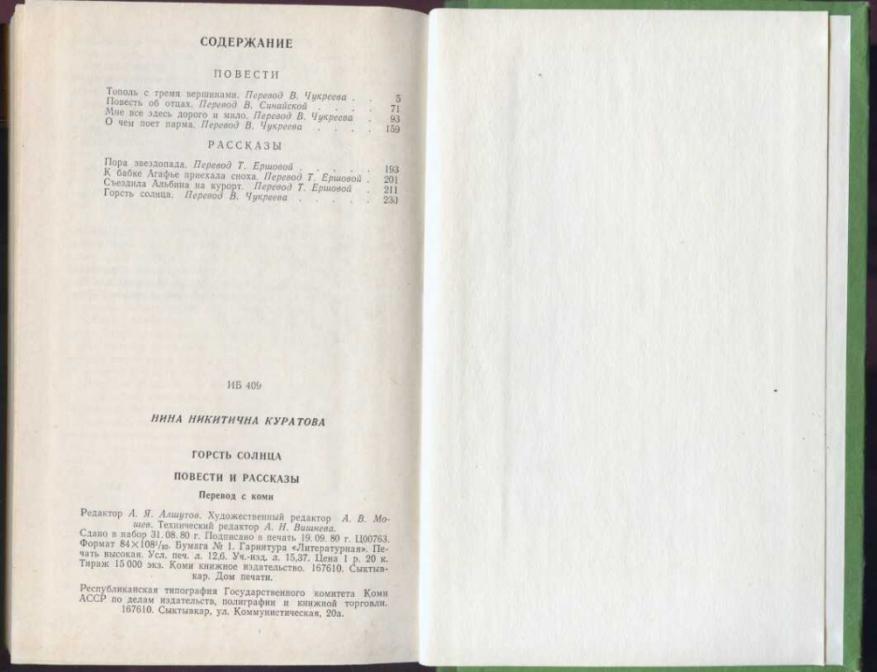 СОДЕРЖАНИЕ
ПОВЕСТИ
Тополь с тремя вершинами. Перевод В. Чукреева . . 5
Повесть об отцах. Перевод В. Синайской . . . . 71
Мне все здесь дорого и мило. Перевод В. Чукреева . 93
О чем поет парма. Перевод В. Чукреева . . . . 159
РАССКАЗЫ
Пора звездопада. Перевод Т. Ершовой . . . . . 193
К бабке Агафье приехала сноха. Перевод Т. Ершовой . 201
Съездила Альбина на курорт. Перевод Т. Ершовой . 211
Горсть солнца. Перевод В. Чукреева . . . . .
ИБ 409
НИНА НИКИТИЧНА КУРАТОВА
ГОРСТЬ СОЛНЦА
ПОВЕСТИ И РАССКАЗЫ
Перевод с коми
Редактор А. Я. Алшутов. Художественный редактор А. В. Мо-
шев. Технический редактор А. Н. Вишнева.
Сдано в набор 31.08.80 г. Подписано в печать 19.09.80 г. Ц00763.
Формат 84×108¹/₃₂. Бумага № 1. Гарнитура «Литературная». Пе-
чать высокая. Усл. печ. л. 12,6. Уч.-изд. л. 15,37. Цена 1 р. 20 к.
Тираж 15 000 экз. Коми книжное издательство. 167610. Сыктыв-
кар. Дом печати.
Республиканская типография Государственного комитета Коми
АССР по делам издательств, полиграфии и книжной торговли.
167610. Сыктывкар, ул. Коммунистическая, 20а.